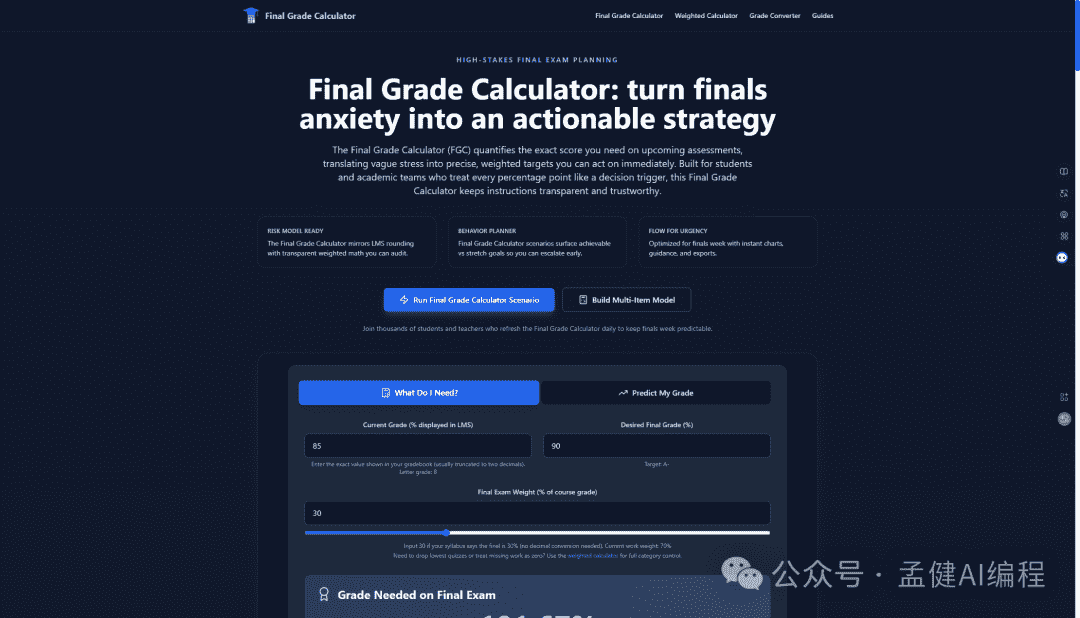 Final Grade Calculator
Final Grade Calculator Weighted Calculator Grade Converter Guides
HIGH-STAKES FINAL EXAM PLANNING
Final Grade Calculator: turn finals
anxiety into an actionable strategy
The Final Grade Calculator (FGC) quantifies the exact score you need on upcoming assessments,
translating vague stress into precise, weighted targets you can act on immediately. Built for students
and academic teams who treat every percentage point like a decision trigger, this Final Grade
Calculator keeps instructions transparent and trustworthy.
RISK MODEL READY
The Final Grade Calculator mirrors LMS rounding
with transparent weighted math you can audit.
BEHAVIOR PLANNER
Final Grade Calculator scenarios surface achievable
vs stretch goals so you can escalate early.
FLOW FOR URGENCY
Optimized for finals week with instant charts,
guidance, and exports.
Run Final Grade Calculator Scenario
Build Multi-Item Model
Join thousands of students and teachers who refresh the Final Grade Calculator daily to keep finals week predictable.
What Do I Need?
Predict My Grade
Current Grade (% displayed in LMS)
85
Enter the exact value shown in your gradebook (usually truncated to two decimals).
Letter grade: B
Desired Final Grade (%)
90
Target: A-
Final Exam Weight (% of course grade)
30
Input 30 if your syllabus says the final is 30% (no decimal conversion needed). Current work weight: 70%
Need to drop lowest quizzes or treat missing work as zero? Use the weighted calculator for full category control.
Grade Needed on Final Exam
公众号 · 孟健AI编程